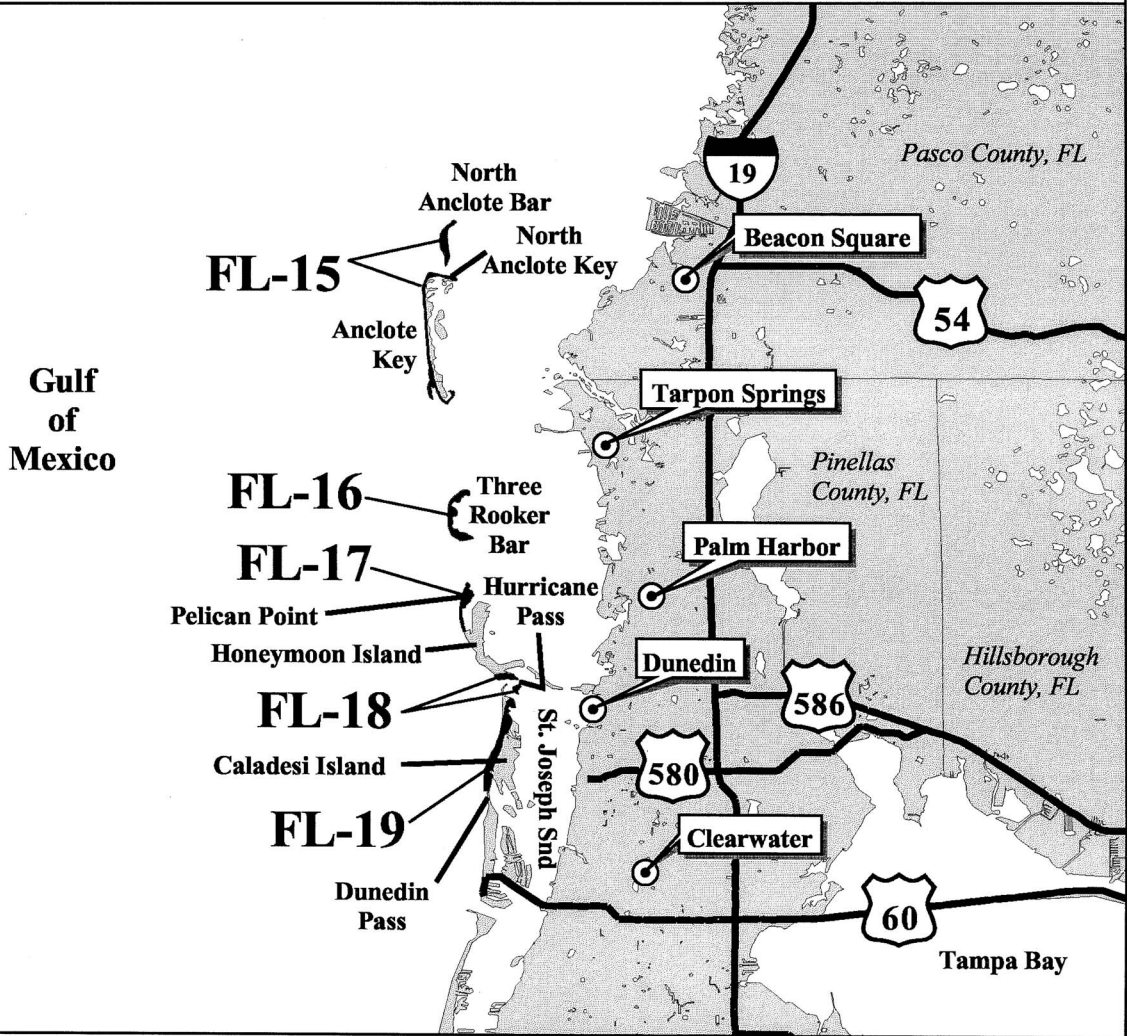 Pasco County, FL
19
North
Anclote Bar
North
Anclote Key
Beacon Square
FL-15
54
Anclote
Key
Gulf
of
Mexico
Tarpon Springs
Pinellas
County, FL
FL-16
Three
Rooker
Bar
Palm Harbor
FL-17
Hurricane
Pass
Pelican Point
Honeymoon Island
Dunedin
Hillsborough
County, FL
FL-18
586
St. Joseph Snd
Caladesi Island
580
FL-19
Clearwater
Dunedin
Pass
60
Tampa Bay